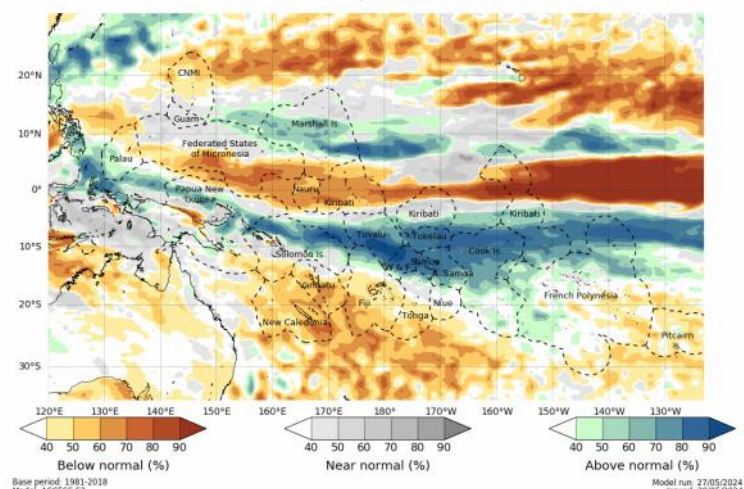 20°N
10°N
0°
10°S
20°S
30°S
CNMI
Guam
Marshall Is.
Palau
Federated States
of Micronesia
Papua New
Guinea
Nauru
Kiribati
Kiribati
Kiribati
Tuvalu
Tokelau
Solomon Is
Cook Is.
Samoa
W & F
A. Samoa
Vanuatu
Fiji
Niue
French Polynesia
New Caledonia
Tonga
Pitcairn
Is
120°E 130°E 140°E 150°E 160°E 170°E 180° 170°W 160°W 150°W 140°W 130°W
40 50 60 70 80 90
Below normal (%)
40 50 60 70 80 90
Near normal (%)
40 50 60 70 80 90
Above normal (%)
Base period: 1981-2018
Model run: 27/05/2024